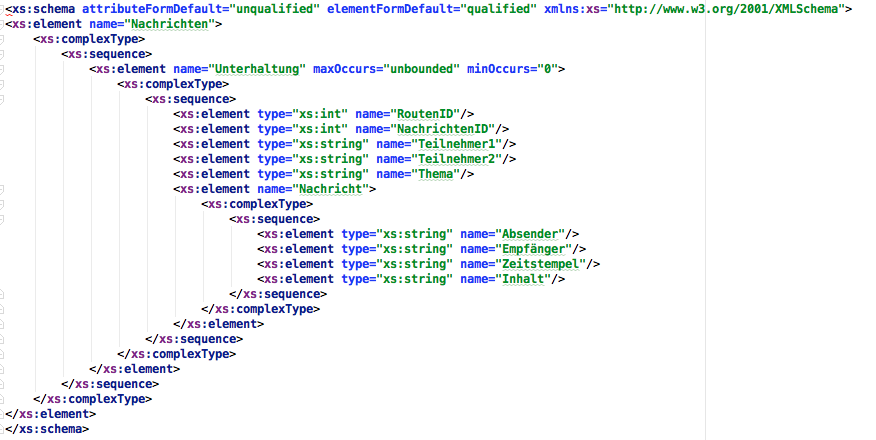 <xs:schema attributeFormDefault="unqualified" elementFormDefault="qualified" xmlns:xs="http://www.w3.org/2001/XMLSchema">
<xs:element name="Nachrichten">
<xs:complexType>
<xs:sequence>
<xs:element name="Unterhaltung" maxOccurs="unbounded" minOccurs="0">
<xs:complexType>
<xs:sequence>
<xs:element type="xs:int" name="RoutenID"/>
<xs:element type="xs:int" name="NachrichtenID"/>
<xs:element type="xs:string" name="Teilnehmer1"/>
<xs:element type="xs:string" name="Teilnehmer2"/>
<xs:element type="xs:string" name="Thema"/>
<xs:element name="Nachricht">
<xs:complexType>
<xs:sequence>
<xs:element type="xs:string" name="Absender"/>
<xs:element type="xs:string" name="Empfänger"/>
<xs:element type="xs:string" name="Zeitstempel"/>
<xs:element type="xs:string" name="Inhalt"/>
</xs:sequence>
</xs:complexType>
</xs:element>
</xs:sequence>
</xs:complexType>
</xs:element>
</xs:sequence>
</xs:complexType>
</xs:element>
</xs:schema>